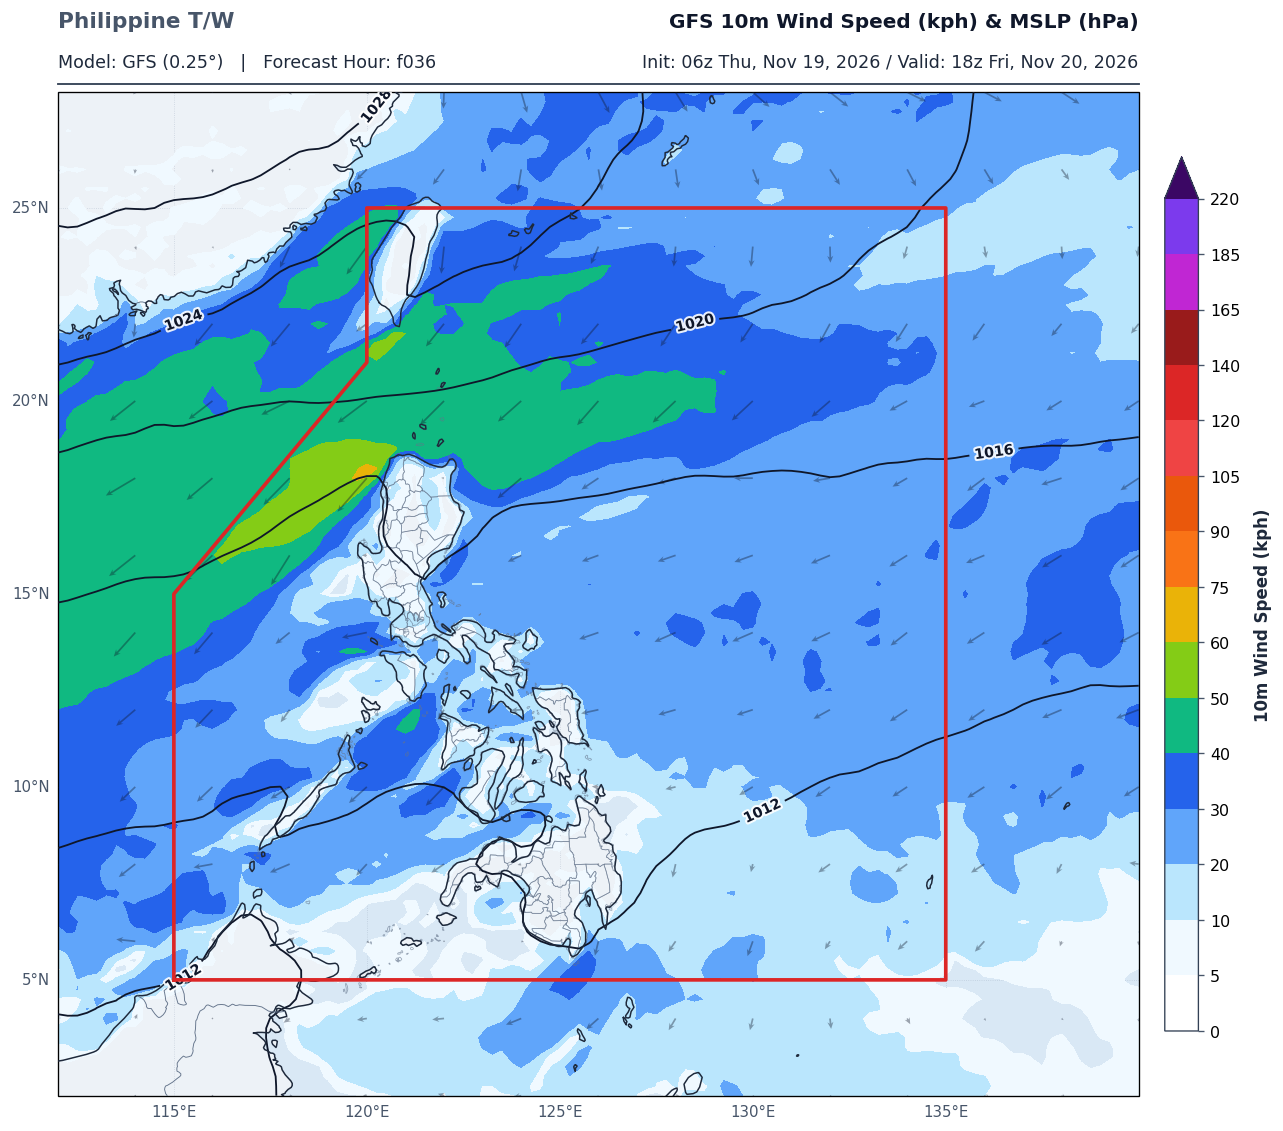 Philippine T/W
GFS 10m Wind Speed (kph) & MSLP (hPa)
Model: GFS (0.25°) | Forecast Hour: f036
Init: 06z Thu, Nov 19, 2026 / Valid: 18z Fri, Nov 20, 2026
1028
1024
1020
1016
1012
1012
25°N
20°N
15°N
10°N
5°N
115°E
120°E
125°E
130°E
135°E
220
185
165
140
120
105
90
75
60
50
40
30
20
10
5
0
10m Wind Speed (kph)